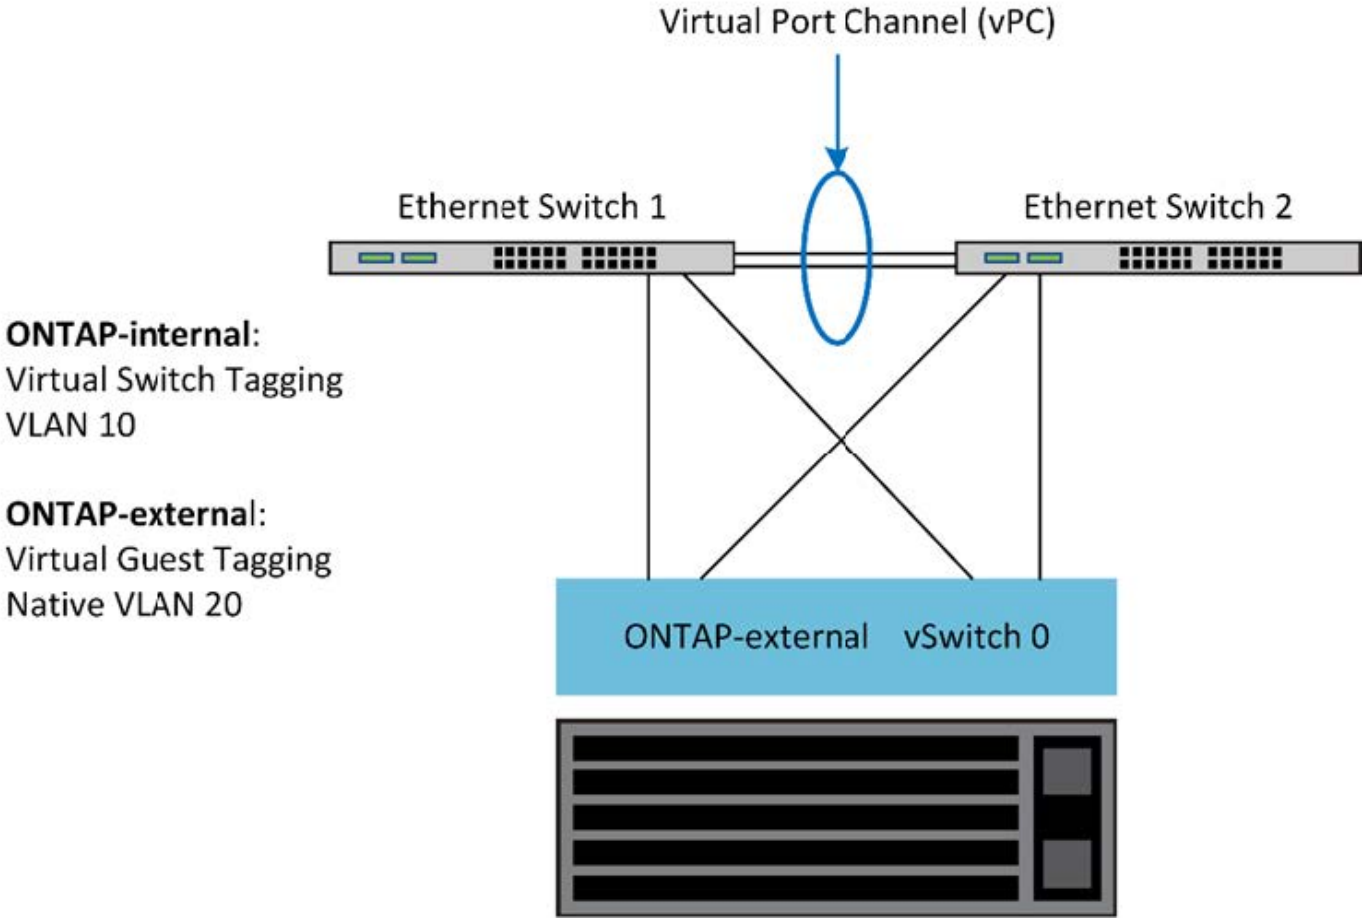 Virtual Port Channel (vPC)
Ethernet Switch 1
Ethernet Switch 2
ONTAP-internal:
Virtual Switch Tagging
VLAN 10
ONTAP-external:
Virtual Guest Tagging
Native VLAN 20
ONTAP-external vSwitch 0